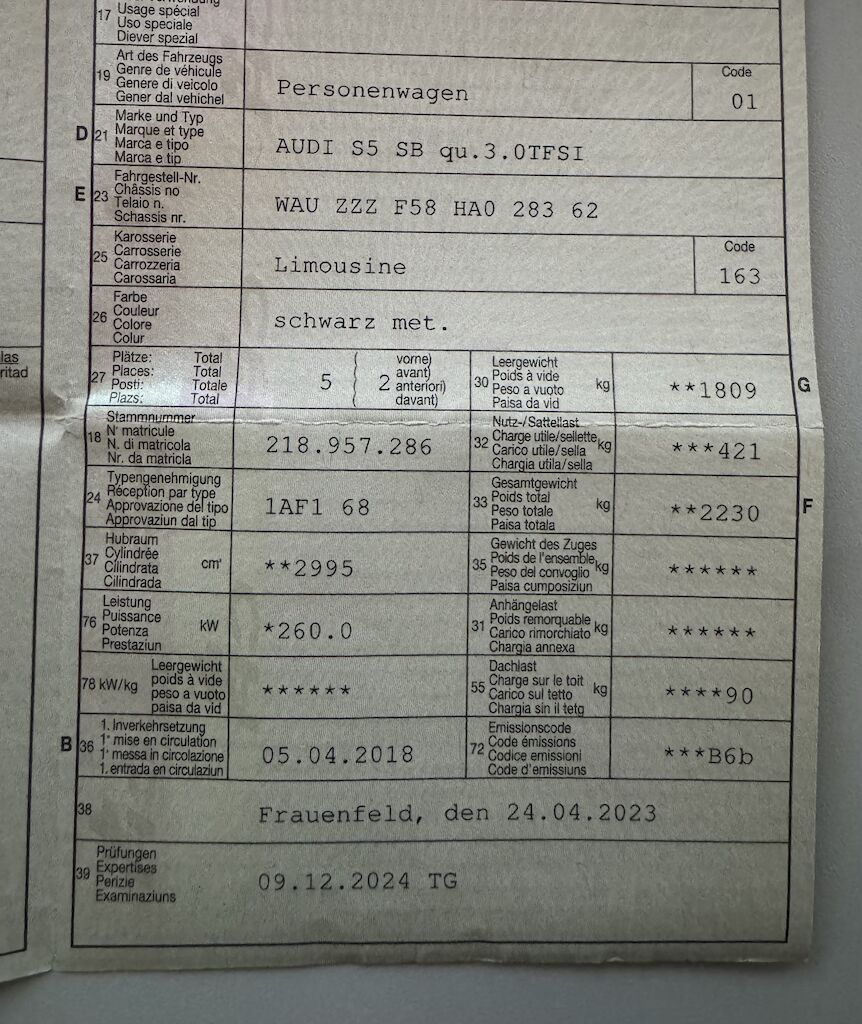 17 Usage spécial
Uso speciale
Diever spezial
19 Art des Fahrzeugs
Genre de véhicule
Genere di veicolo
Gener dal vehichel
Personenwagen
Code
01
D 21 Marke und Typ
Marque et type
Marca e tipo
Marca e tip
AUDI S5 SB qu.3.0TFSI
E 23 Fahrgestell-Nr.
Châssis no
Telaio n.
Schassis nr.
WAU ZZZ F58 HA0 283 62
25 Karosserie
Carrosserie
Carrozzeria
Carossaria
Limousine
Code
163
26 Farbe
Couleur
Colore
Colur
schwarz met.
27 Plätze: Total
Places: Total
Posti: Totale
Plazs: Total
5 ( 2 vorne)
avant)
anteriori)
davant)
30 Leergewicht
Poids à vide
Peso a vuoto
Paisa da vid
kg
**1809
G
18 Stammnummer
N° matricule
N. di matricola
Nr. da matricla
218.957.286
32 Nutz-/Sattellast
Charge utile/sellette
Carico utile/sella
Chargia utila/sella
kg
***421
24 Typengenehmigung
Réception par type
Approvazione del tipo
Approvaziun dal tip
1AF1 68
33 Gesamtgewicht
Poids total
Peso totale
Paisa totala
kg
**2230
F
37 Hubraum
Cylindrée
Cilindrata
Cilindrada
cm³
**2995
35 Gewicht des Zuges
Poids de l'ensemble
Peso del convoglio
Paisa cumposiziun
kg
******
76 Leistung
Puissance
Potenza
Prestaziun
kW
*260.0
31 Anhängelast
Poids remorquable
Carico rimorchiato
Chargia annexa
kg
******
78 kW/kg Leergewicht
poids à vide
peso a vuoto
paisa da vid
******
55 Dachlast
Charge sur le toit
Carico sul tetto
Chargia sin il tetg
kg
****90
B 36 1. Inverkehrsetzung
1° mise en circulation
1° messa in circolazione
1. entrada en circulaziun
05.04.2018
72 Emissionscode
Code émissions
Codice emissioni
Code d'emissiuns
***B6b
38
Frauenfeld, den 24.04.2023
39 Prüfungen
Expertises
Perizie
Examinaziuns
09.12.2024 TG